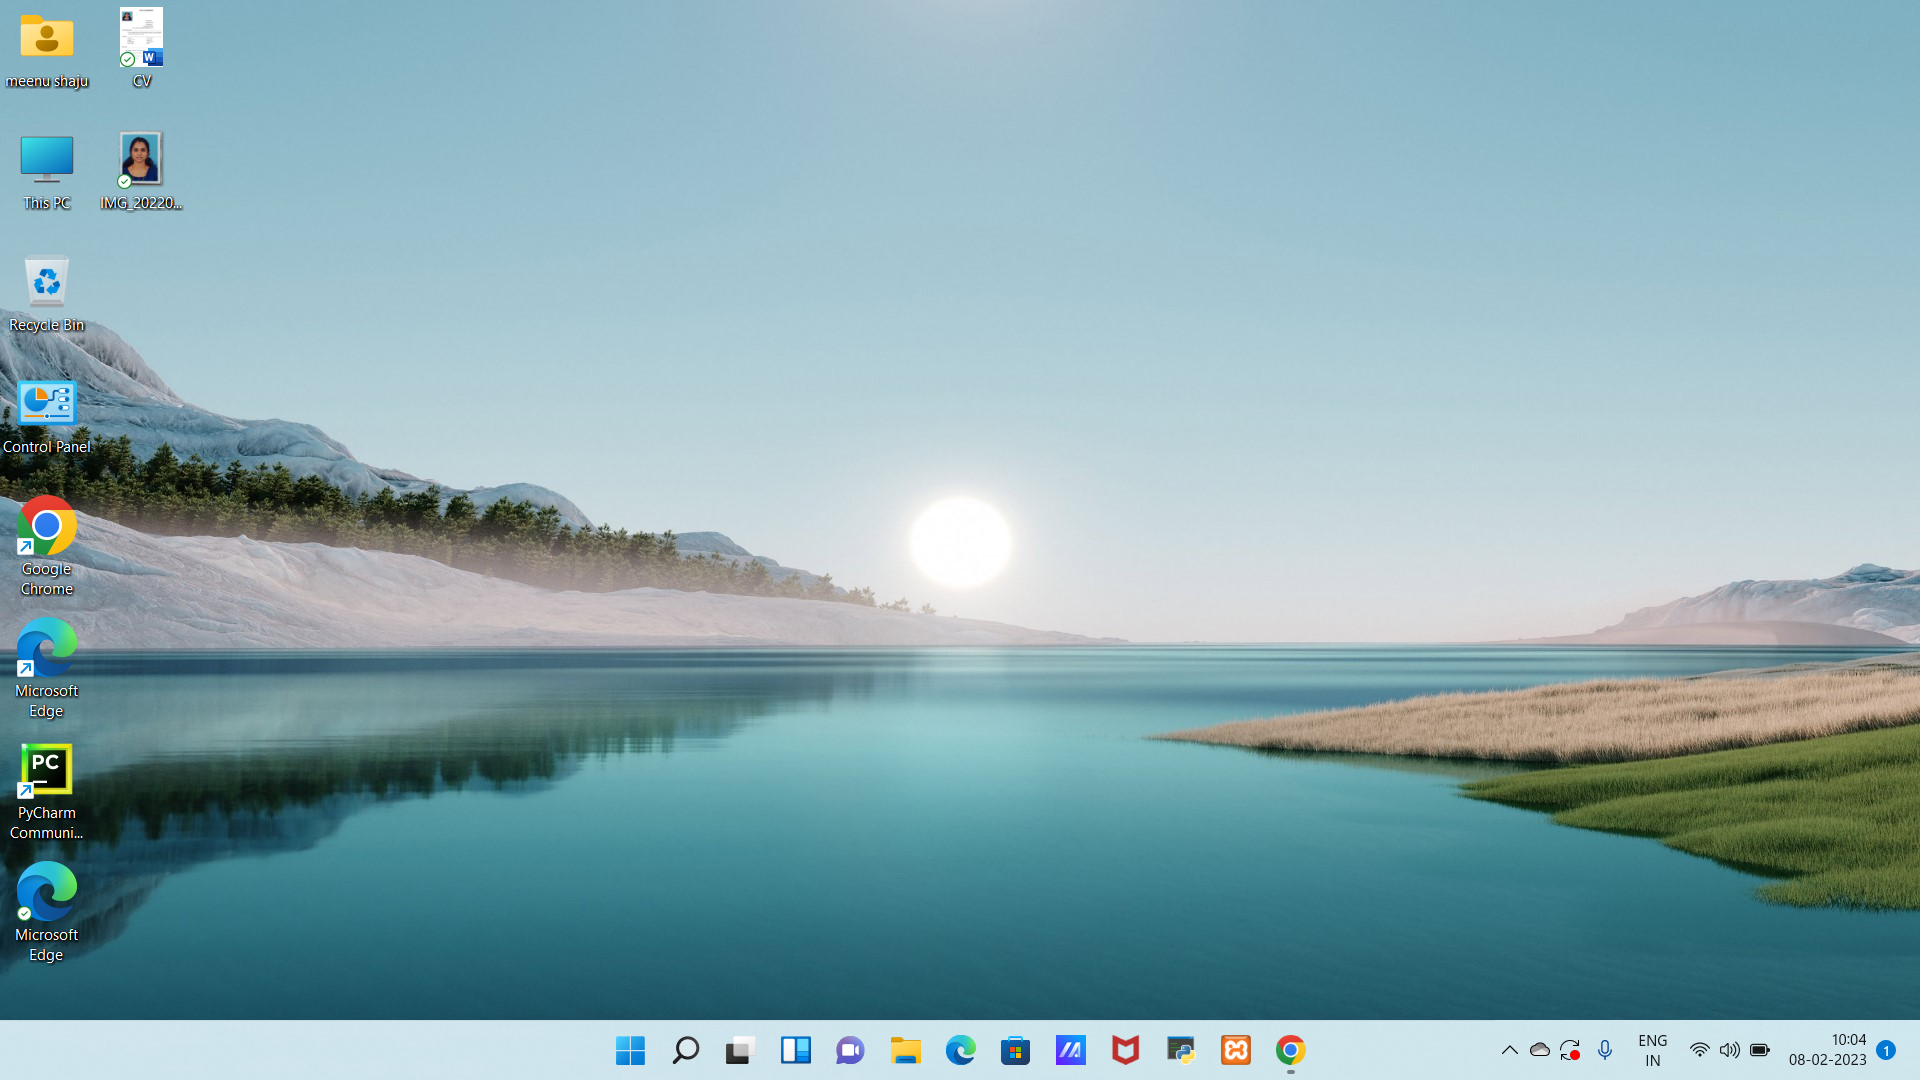 meenu shaju
CV
This PC
IMG_20220...
Recycle Bin
Control Panel
Google
Chrome
Microsoft
Edge
PC
PyCharm
Communi...
Microsoft
Edge
W
ENG
IN
10:04
08-02-2023
1